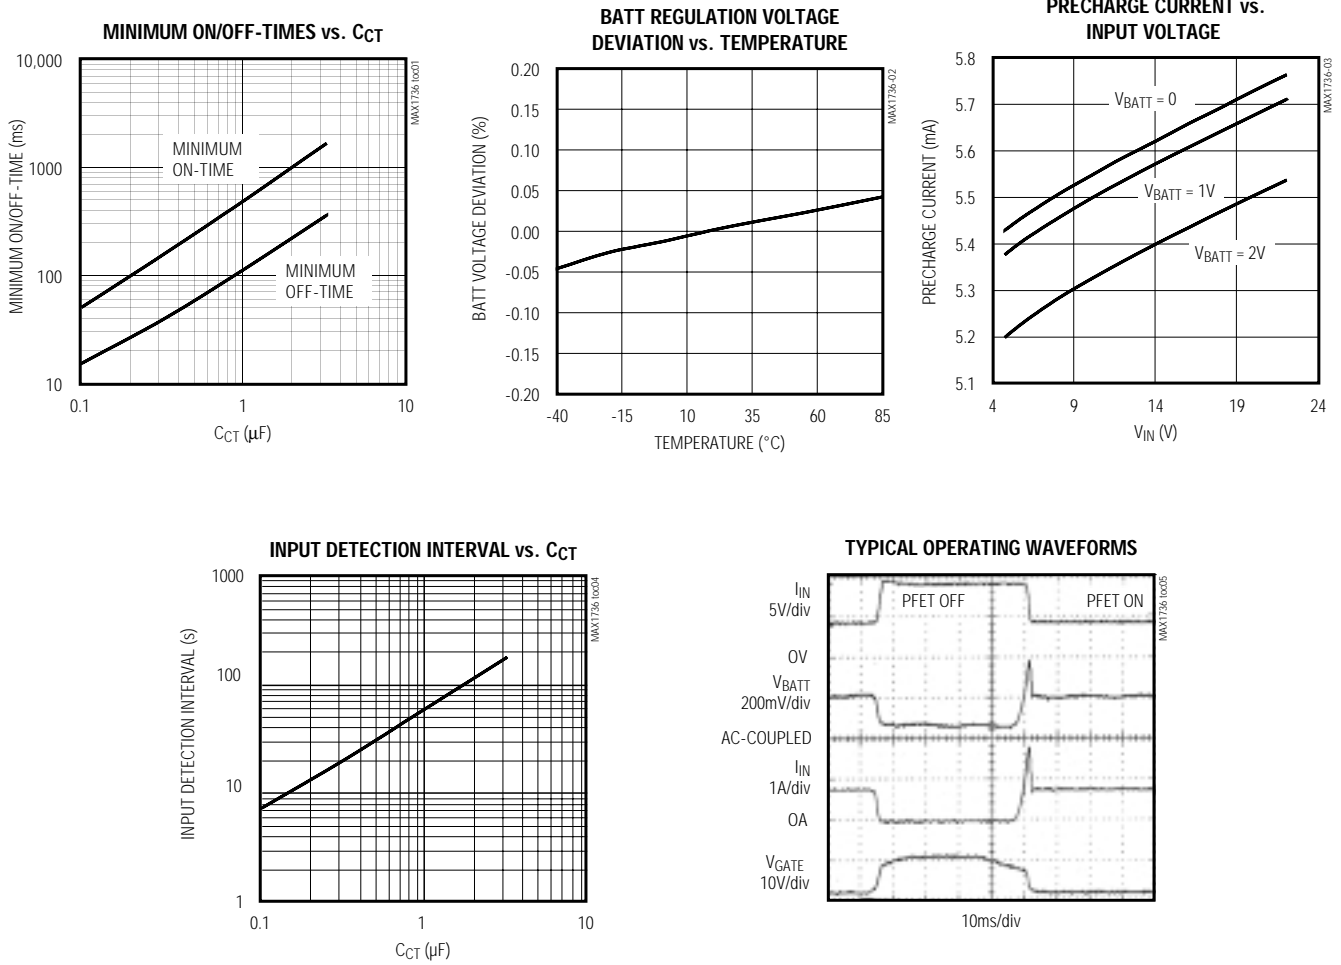 MINIMUM ON/OFF-TIMES vs. CCT
10,000
1000
100
10
MINIMUM ON/OFF-TIME (ms)
MINIMUM
ON-TIME
MINIMUM
OFF-TIME
0.1
1
10
CCT (μF)
MAX1736 toc01
BATT REGULATION VOLTAGE
DEVIATION vs. TEMPERATURE
0.20
0.15
0.10
0.05
0.00
-0.05
-0.10
-0.15
-0.20
BATT VOLTAGE DEVIATION (%)
-40
-15
10
35
60
85
TEMPERATURE (°C)
MAX1736-02
PRECHARGE CURRENT vs.
INPUT VOLTAGE
5.8
5.7
5.6
5.5
5.4
5.3
5.2
5.1
PRECHARGE CURRENT (mA)
VBATT = 0
VBATT = 1V
VBATT = 2V
4
9
14
19
24
VIN (V)
MAX1736-03
INPUT DETECTION INTERVAL vs. CCT
1000
100
10
1
INPUT DETECTION INTERVAL (s)
0.1
1
10
CCT (μF)
MAX1736 toc04
TYPICAL OPERATING WAVEFORMS
IIN
5V/div
PFET OFF
PFET ON
0V
VBATT
200mV/div
AC-COUPLED
IIN
1A/div
0A
VGATE
10V/div
10ms/div
MAX1736 toc05